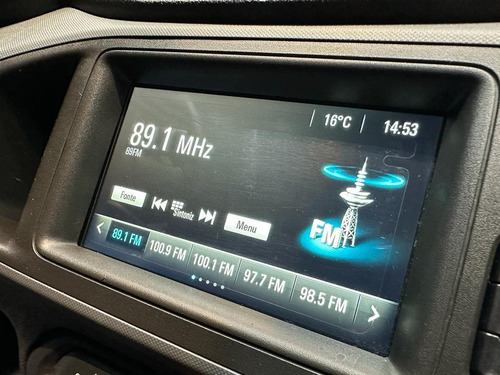 16°C
14:53
89.1 MHz
89FM
FM
Fonte
Sintoniz
Menu
89.1 FM
100.9 FM
100.1 FM
97.7 FM
98.5 FM